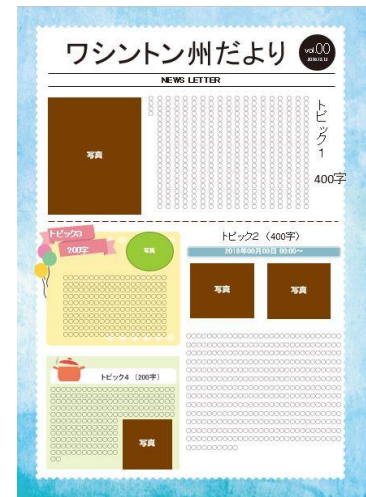 ワシントン州だより
vol.00
NEWS LETTER
トピック1
400字
写真
トピック3
200字
写真
トピック2（400字）
2018年00月00日 00:00～
写真
写真
トピック4（200字）
写真